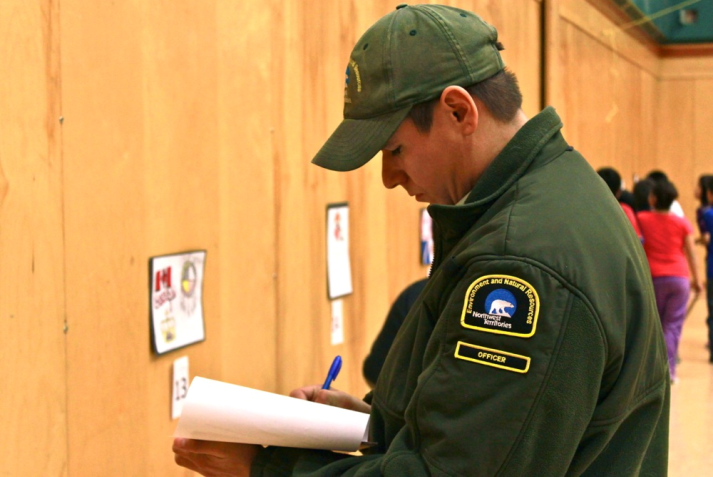 Environment and Natural Resources
Northwest
Territories
OFFICER
13